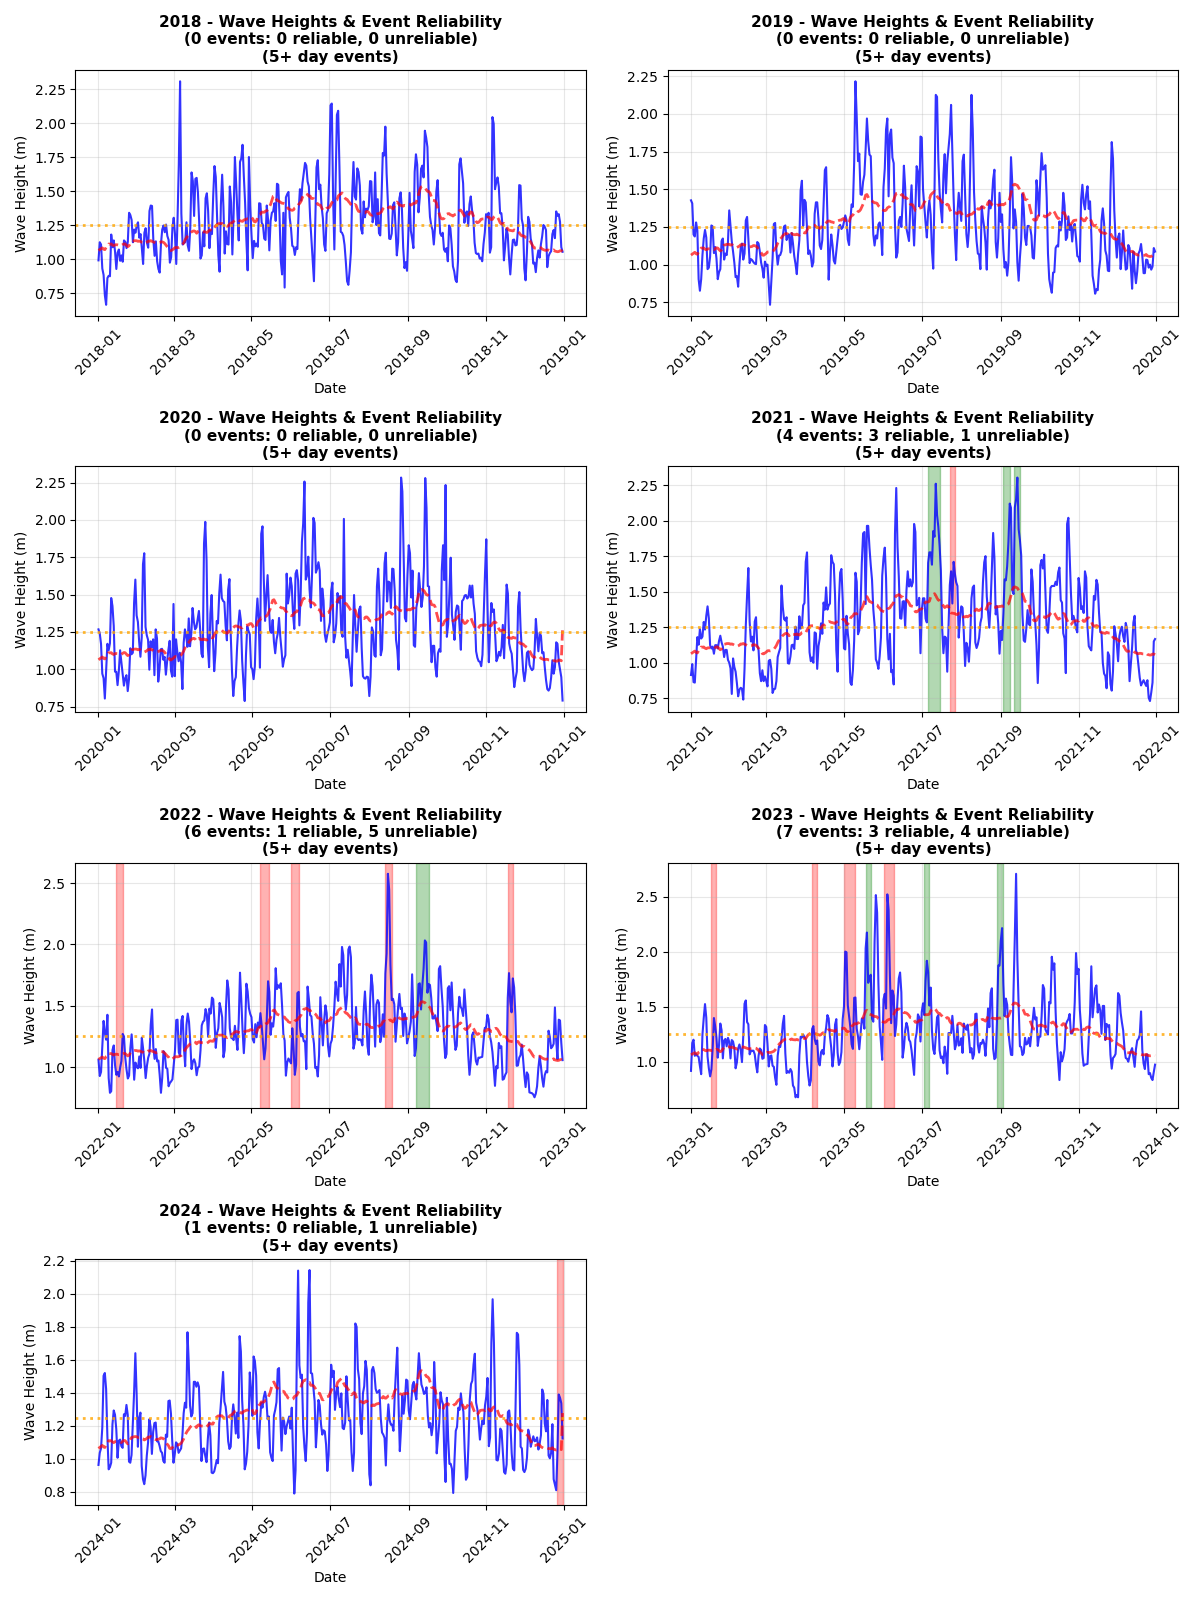 2018 - Wave Heights & Event Reliability
(0 events: 0 reliable, 0 unreliable)
(5+ day events)
Wave Height (m)
2.25
2.00
1.75
1.50
1.25
1.00
0.75
2018-01
2018-03
2018-05
2018-07
2018-09
2018-11
2019-01
Date
2019 - Wave Heights & Event Reliability
(0 events: 0 reliable, 0 unreliable)
(5+ day events)
Wave Height (m)
2.25
2.00
1.75
1.50
1.25
1.00
0.75
2019-01
2019-03
2019-05
2019-07
2019-09
2019-11
2020-01
Date
2020 - Wave Heights & Event Reliability
(0 events: 0 reliable, 0 unreliable)
(5+ day events)
Wave Height (m)
2.25
2.00
1.75
1.50
1.25
1.00
0.75
2020-01
2020-03
2020-05
2020-07
2020-09
2020-11
2021-01
Date
2021 - Wave Heights & Event Reliability
(4 events: 3 reliable, 1 unreliable)
(5+ day events)
Wave Height (m)
2.25
2.00
1.75
1.50
1.25
1.00
0.75
2021-01
2021-03
2021-05
2021-07
2021-09
2021-11
2022-01
Date
2022 - Wave Heights & Event Reliability
(6 events: 1 reliable, 5 unreliable)
(5+ day events)
Wave Height (m)
2.5
2.0
1.5
1.0
2022-01
2022-03
2022-05
2022-07
2022-09
2022-11
2023-01
Date
2023 - Wave Heights & Event Reliability
(7 events: 3 reliable, 4 unreliable)
(5+ day events)
Wave Height (m)
2.5
2.0
1.5
1.0
2023-01
2023-03
2023-05
2023-07
2023-09
2023-11
2024-01
Date
2024 - Wave Heights & Event Reliability
(1 events: 0 reliable, 1 unreliable)
(5+ day events)
Wave Height (m)
2.2
2.0
1.8
1.6
1.4
1.2
1.0
0.8
2024-01
2024-03
2024-05
2024-07
2024-09
2024-11
2025-01
Date